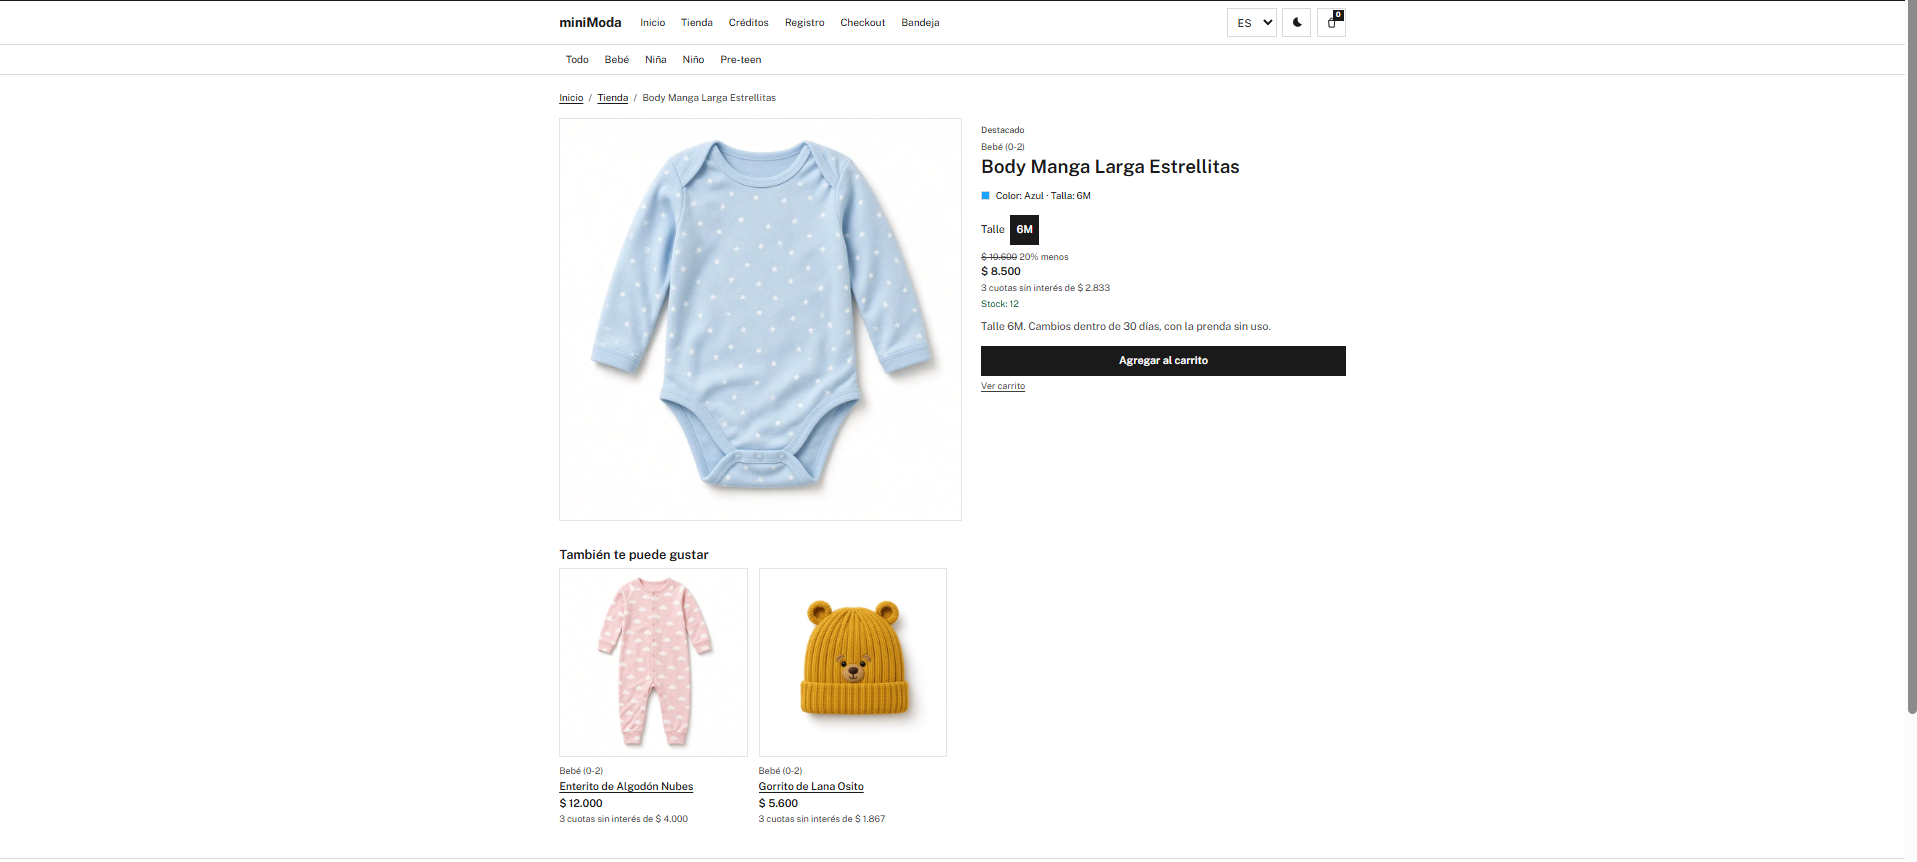 miniModa Inicio Tienda Créditos Registro Checkout Bandeja ES 0
Todo Bebé Niña Niño Pre-teen
Inicio / Tienda / Body Manga Larga Estrellitas
Destacado
Bebé (0-2)
Body Manga Larga Estrellitas
Color: Azul · Talla: 6M
Talle 6M
$ 10.600 20% menos
$ 8.500
3 cuotas sin interés de $ 2.833
Stock: 12
Talle 6M. Cambios dentro de 30 días, con la prenda sin uso.
Agregar al carrito
Ver carrito
También te puede gustar
Bebé (0-2)
Enterito de Algodón Nubes
$ 12.000
3 cuotas sin interés de $ 4.000
Bebé (0-2)
Gorrito de Lana Osito
$ 5.600
3 cuotas sin interés de $ 1.867